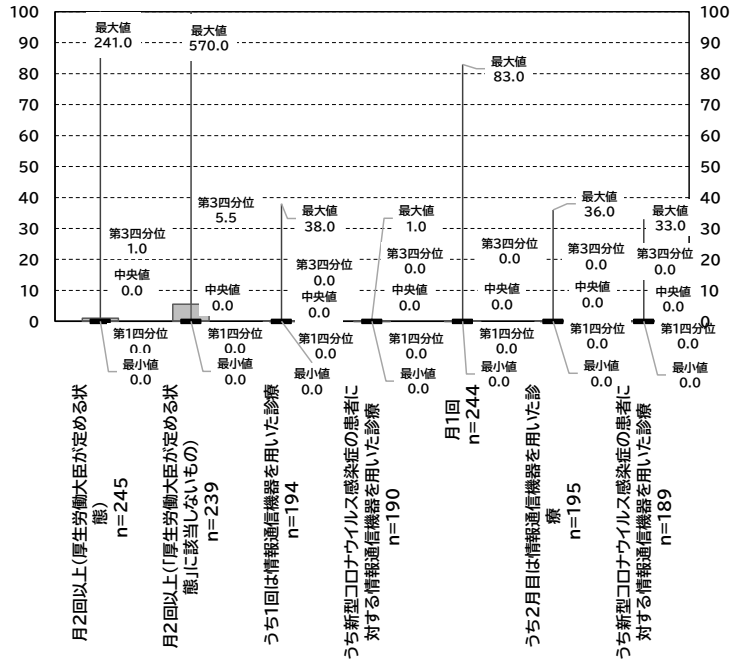 100
90
80
70
60
50
40
30
20
10
0
100
90
80
70
60
50
40
30
20
10
0
最大値
241.0
第3四分位
1.0
中央値
0.0
第1四分位
0.0
最小値
0.0
最大値
570.0
第3四分位
5.5
中央値
0.0
第1四分位
0.0
最小値
0.0
最大値
38.0
第3四分位
0.0
中央値
0.0
第1四分位
0.0
最小値
0.0
最大値
1.0
第3四分位
0.0
中央値
0.0
第1四分位
0.0
最小値
0.0
最大値
83.0
第3四分位
0.0
中央値
0.0
第1四分位
0.0
最小値
0.0
最大値
36.0
第3四分位
0.0
中央値
0.0
第1四分位
0.0
最小値
0.0
最大値
33.0
第3四分位
0.0
中央値
0.0
第1四分位
0.0
最小値
0.0
月2回以上(厚生労働大臣が定める状
態)
n=245
月2回以上(「厚生労働大臣が定める状
態」に該当しないもの)
n=239
うち1回は情報通信機器を用いた診療
n=194
うち新型コロナウイルス感染症の患者に
対する情報通信機器を用いた診療
n=190
月1回
n=244
うち2月目は情報通信機器を用いた診
療
n=195
うち新型コロナウイルス感染症の患者に
対する情報通信機器を用いた診療
n=189